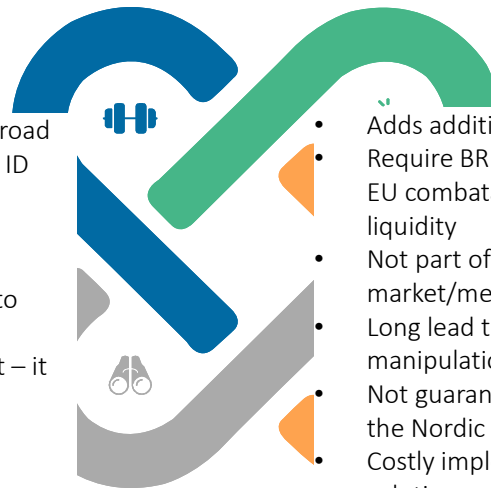 road
ID
to
t – it
• Adds additi
• Require BR
EU combat
liquidity
• Not part of
market/me
• Long lead t
manipulatio
• Not guaran
the Nordic
• Costly impl